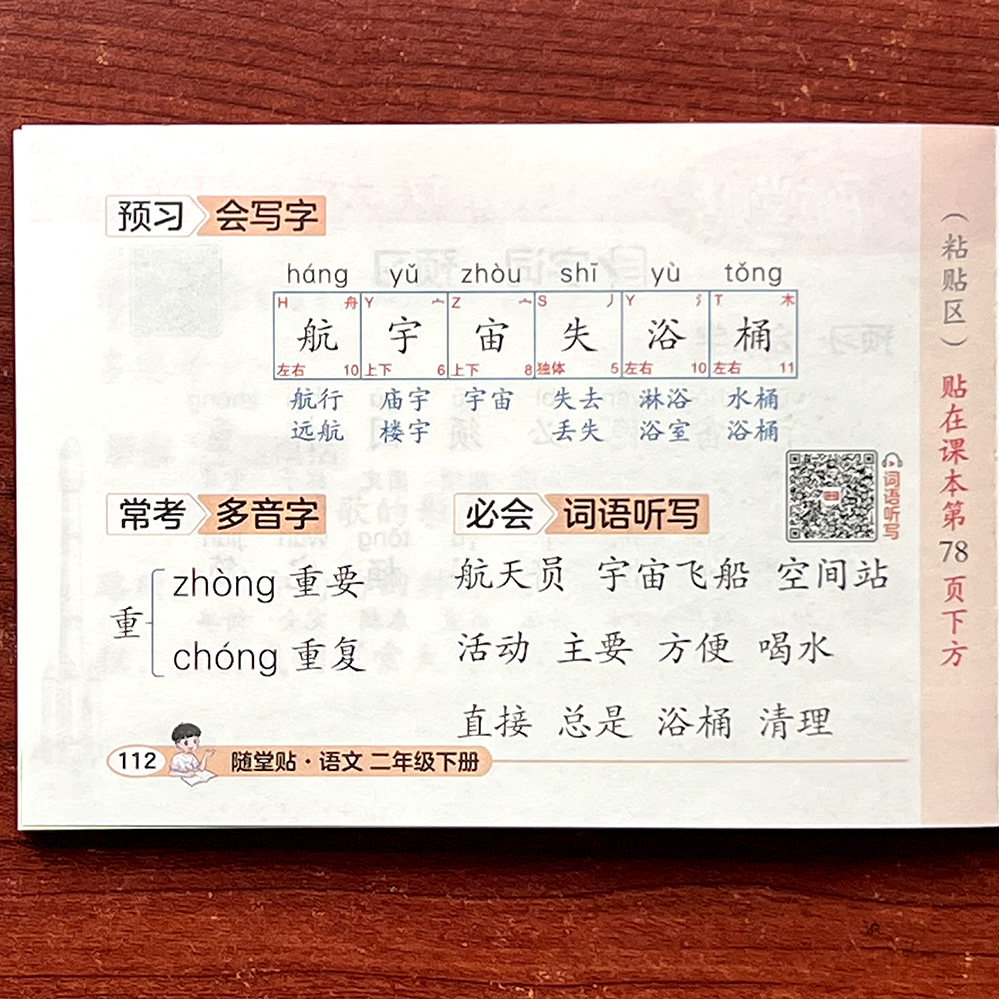 预习 会写字
háng yǔ zhòu shī yù tǒng
H 舟 Y 宀 Z 宀 S 丿 Y 氵 T 木
航 宇 宙 失 浴 桶
左右 10 上下 6 上下 8 独体 5 左右 10 左右 11
航行 庙宇 宇宙 失去 淋浴 水桶
远航 楼宇 丢失 浴室 浴桶
词语听写
常考 多音字
重
zhòng 重要
chóng 重复
必会 词语听写
航天员 宇宙飞船 空间站
活动 主要 方便 喝水
直接 总是 浴桶 清理
112 随堂贴·语文 二年级下册
（粘贴区） 贴在课本第78页下方